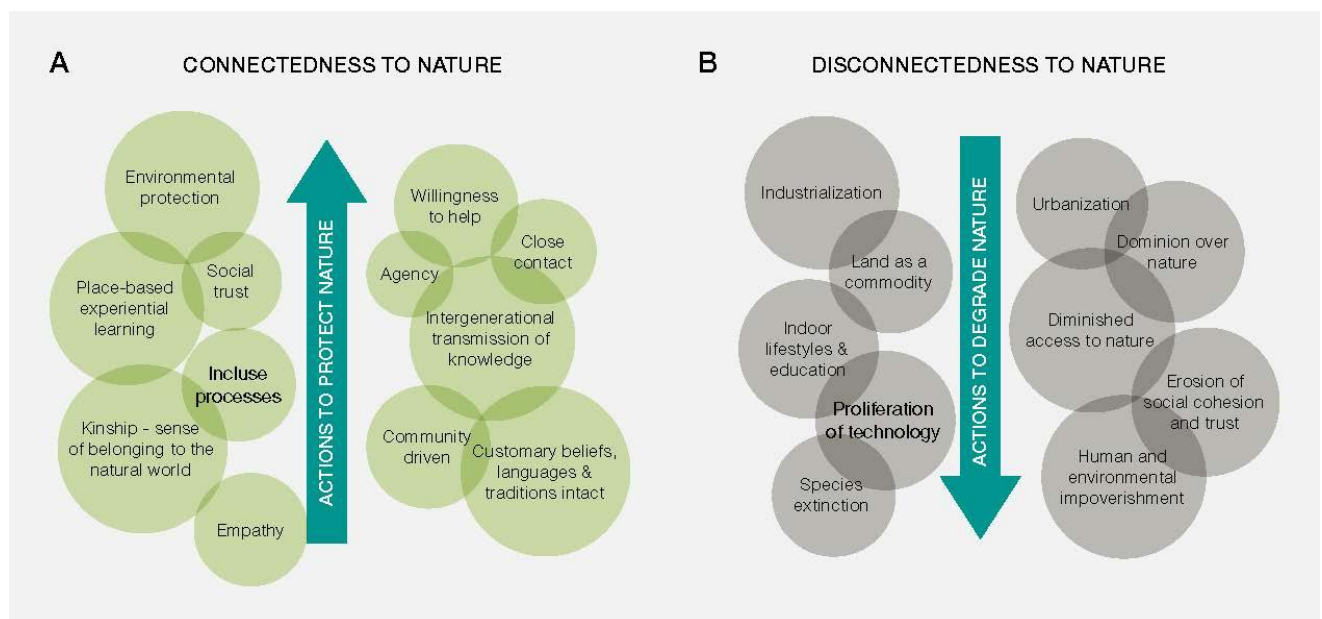 A
CONNECTEDNESS TO NATURE
Environmental
protection
Place-based
experiential
learning
Social
trust
Incluse
processes
Kinship - sense
of belonging to the
natural world
Empathy
ACTIONS TO PROTECT NATURE
Willingness
to help
Close
contact
Agency
Intergenerational
transmission of
knowledge
Community
driven
Customary beliefs,
languages &
traditions intact
B
DISCONNECTEDNESS TO NATURE
Industrialization
Land as a
commodity
Indoor
lifestyles &
education
Proliferation
of technology
Species
extinction
ACTIONS TO DEGRADE NATURE
Urbanization
Dominion over
nature
Diminished
access to nature
Erosion of
social cohesion
and trust
Human and
environmental
impoverishment